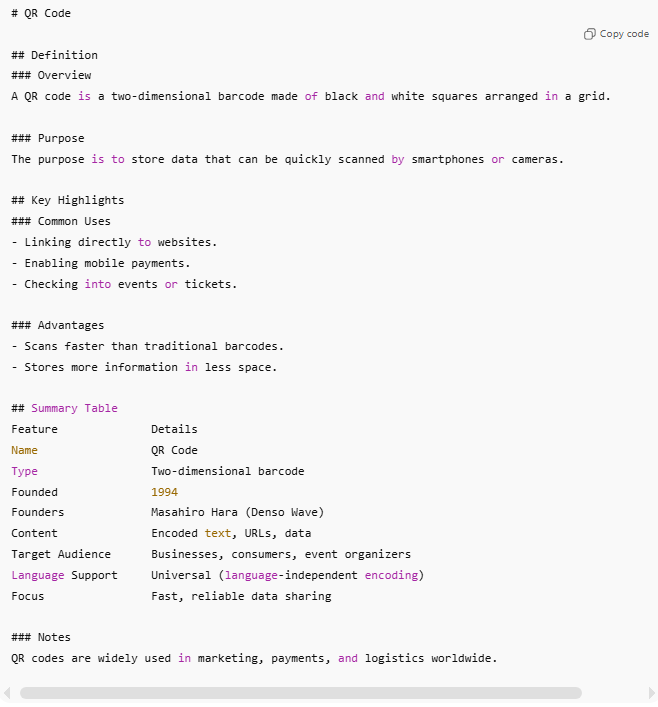 # QR Code
Copy code
## Definition
### Overview
A QR code is a two-dimensional barcode made of black and white squares arranged in a grid.
### Purpose
The purpose is to store data that can be quickly scanned by smartphones or cameras.
## Key Highlights
### Common Uses
- Linking directly to websites.
- Enabling mobile payments.
- Checking into events or tickets.
### Advantages
- Scans faster than traditional barcodes.
- Stores more information in less space.
## Summary Table
Feature Details
Name QR Code
Type Two-dimensional barcode
Founded 1994
Founders Masahiro Hara (Denso Wave)
Content Encoded text, URLs, data
Target Audience Businesses, consumers, event organizers
Language Support Universal (language-independent encoding)
Focus Fast, reliable data sharing
### Notes
QR codes are widely used in marketing, payments, and logistics worldwide.